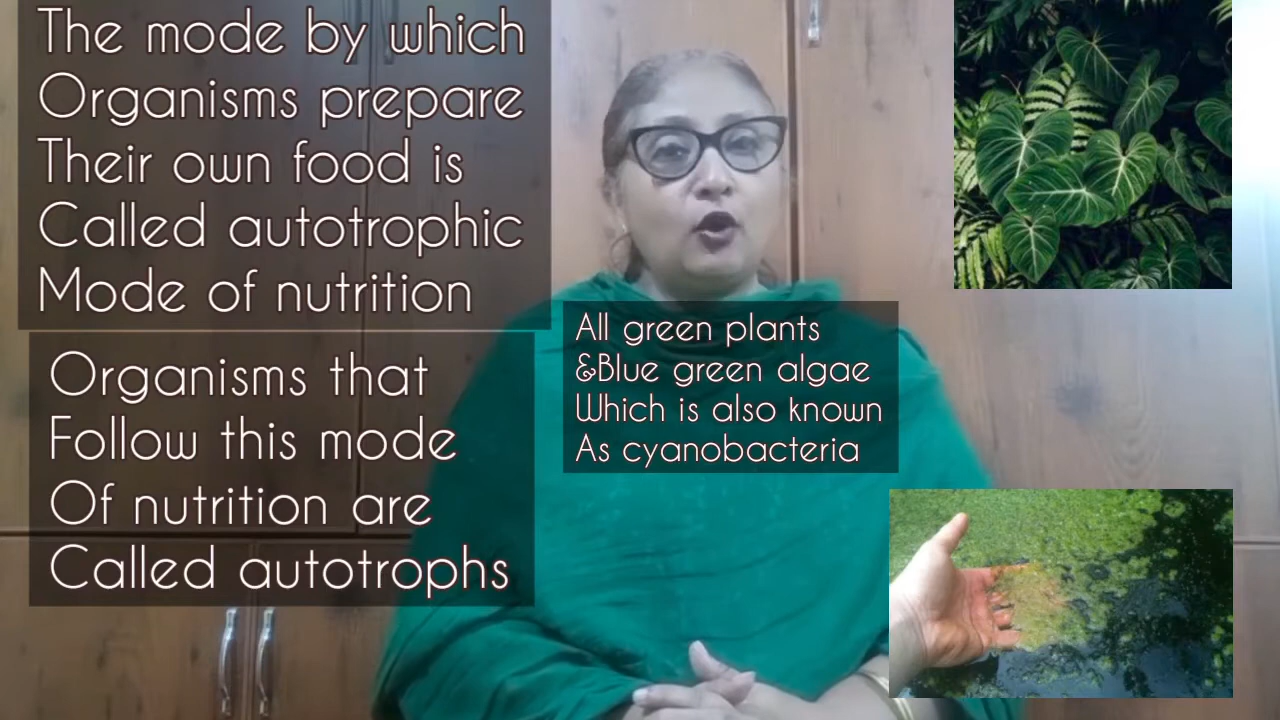 The mode by which
Organisms prepare
Their own food is
Called autotrophic
Mode of nutrition
Organisms that
Follow this mode
Of nutrition are
Called autotrophs
All green plants
&Blue green algae
Which is also known
As cyanobacteria